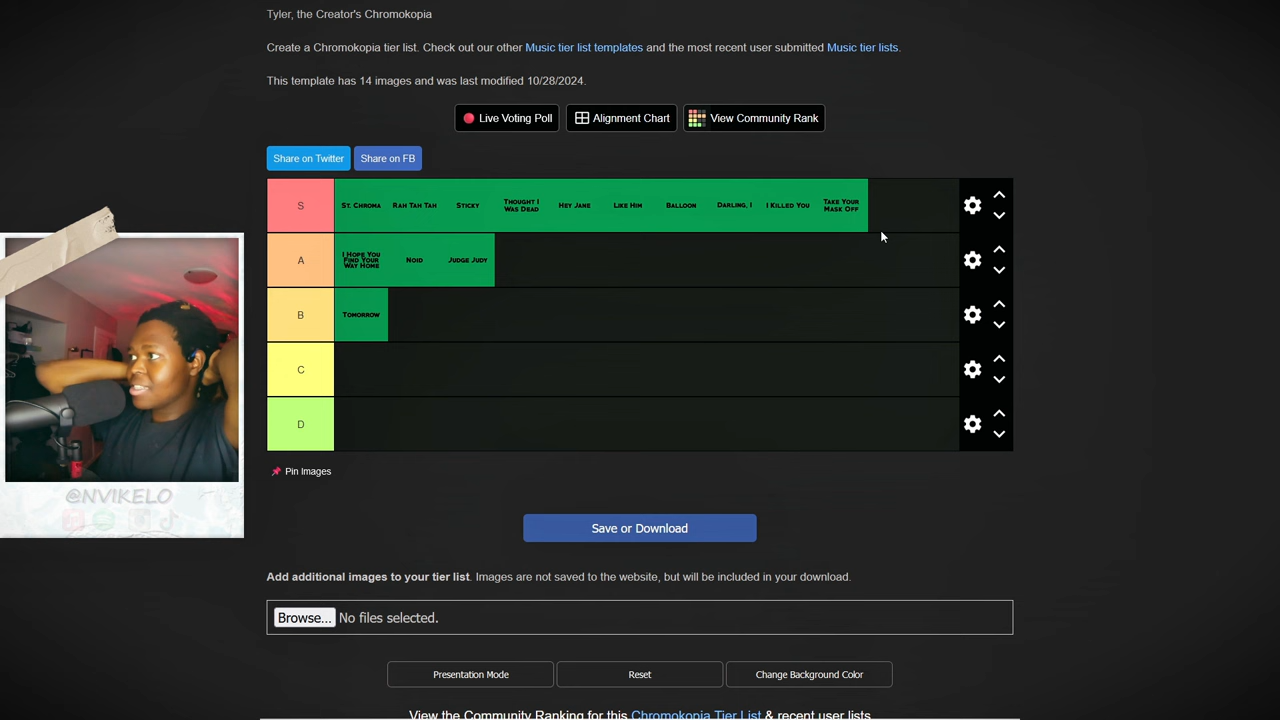 Tyler, the Creator's Chromokopia
Create a Chromokopia tier list. Check out our other Music tier list templates and the most recent user submitted Music tier lists.
This template has 14 images and was last modified 10/28/2024.
Live Voting Poll
Alignment Chart
View Community Rank
Share on Twitter
Share on FB
S
ST. CHROMA
RAH TAH TAH
STICKY
THOUGHT I
WAS DEAD
HEY JANE
LIKE HIM
BALLOON
DARLING, I
I KILLED YOU
TAKE YOUR
MASK OFF
A
I HOPE YOU
FIND YOUR
WAY HOME
NOID
JUDGE JUDY
B
TOMORROW
C
D
Pin Images
@NVIKELO
Save or Download
Add additional images to your tier list. Images are not saved to the website, but will be included in your download.
Browse... No files selected.
Presentation Mode
Reset
Change Background Color
View the Community Ranking for this Chromokopia Tier List & recent user lists